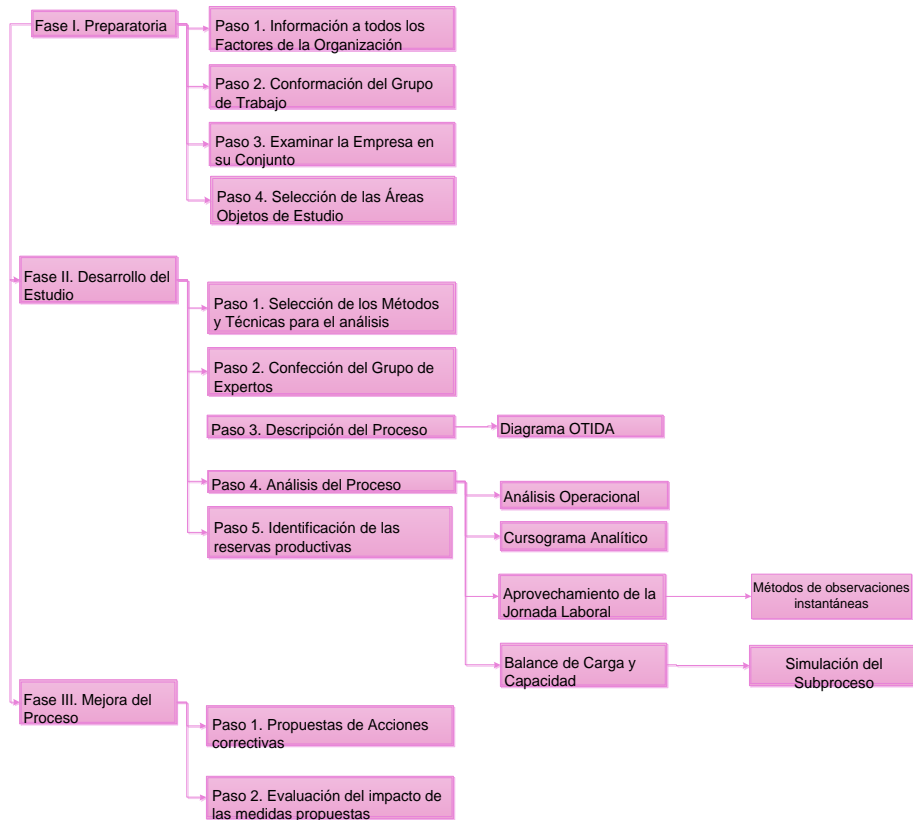 Fase I. Preparatoria
Paso 1. Información a todos los
Factores de la Organización
Paso 2. Conformación del Grupo
de Trabajo
Paso 3. Examinar la Empresa en
su Conjunto
Paso 4. Selección de las Áreas
Objetos de Estudio
Fase II. Desarrollo del
Estudio
Paso 1. Selección de los Métodos
y Técnicas para el análisis
Paso 2. Confección del Grupo de
Expertos
Paso 3. Descripción del Proceso
Diagrama OTIDA
Paso 4. Análisis del Proceso
Análisis Operacional
Cursograma Analítico
Aprovechamiento de la
Jornada Laboral
Métodos de observaciones
instantáneas
Balance de Carga y
Capacidad
Simulación del
Subproceso
Paso 5. Identificación de las
reservas productivas
Fase III. Mejora del
Proceso
Paso 1. Propuestas de Acciones
correctivas
Paso 2. Evaluación del impacto de
las medidas propuestas